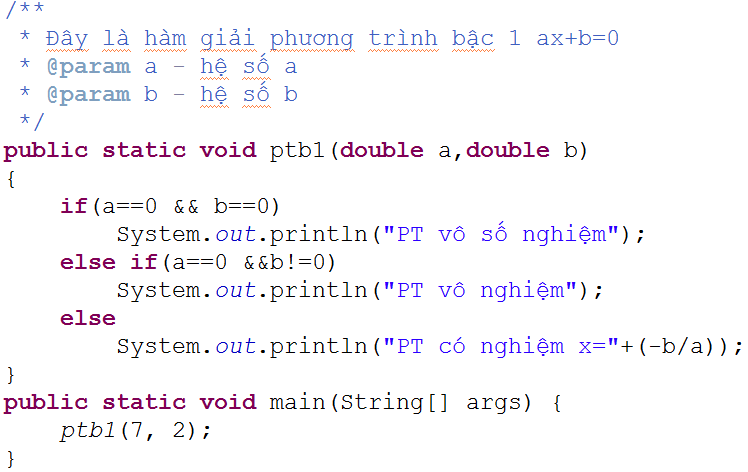 /**
 * Đây là hàm giải phương trình bậc 1 ax+b=0
 * @param a - hệ số a
 * @param b - hệ số b
 */
public static void ptb1(double a,double b)
{
    if(a==0 && b==0)
        System.out.println("PT vô số nghiệm");
    else if(a==0 &&b!=0)
        System.out.println("PT vô nghiệm");
    else
        System.out.println("PT có nghiệm x="+(-b/a));
}
public static void main(String[] args) {
    ptb1(7, 2);
}